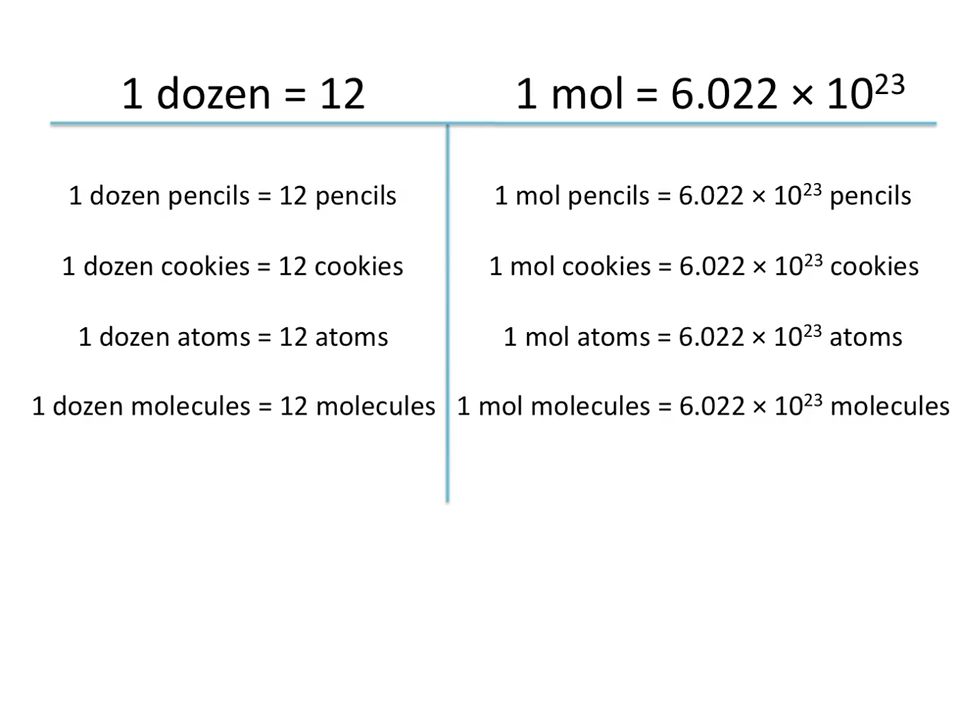 1 dozen = 12
1 mol = 6.022 × 10²³
1 dozen pencils = 12 pencils
1 mol pencils = 6.022 × 10²³ pencils
1 dozen cookies = 12 cookies
1 mol cookies = 6.022 × 10²³ cookies
1 dozen atoms = 12 atoms
1 mol atoms = 6.022 × 10²³ atoms
1 dozen molecules = 12 molecules
1 mol molecules = 6.022 × 10²³ molecules